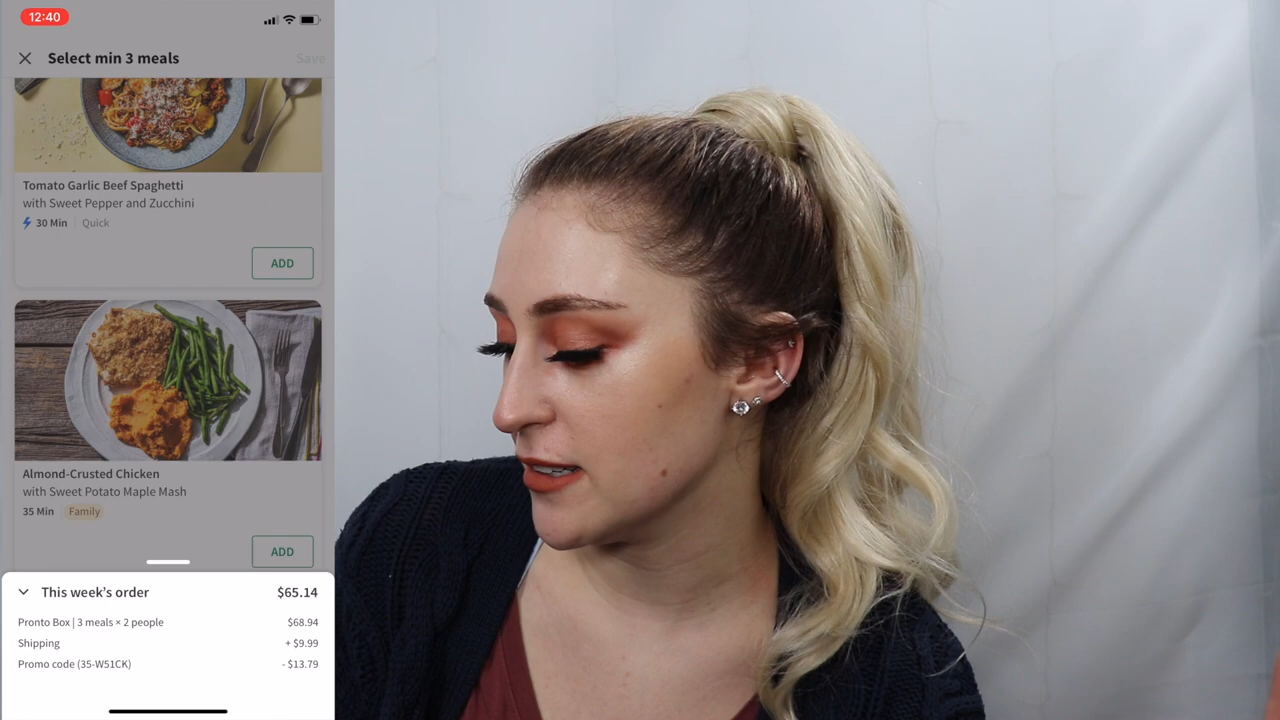 12:40
Select min 3 meals
Save
Tomato Garlic Beef Spaghetti
with Sweet Pepper and Zucchini
30 Min | Quick
ADD
Almond-Crusted Chicken
with Sweet Potato Maple Mash
35 Min Family
ADD
This week's order $65.14
Pronto Box | 3 meals × 2 people $68.94
Shipping + $9.99
Promo code (35-W51CK) - $13.79